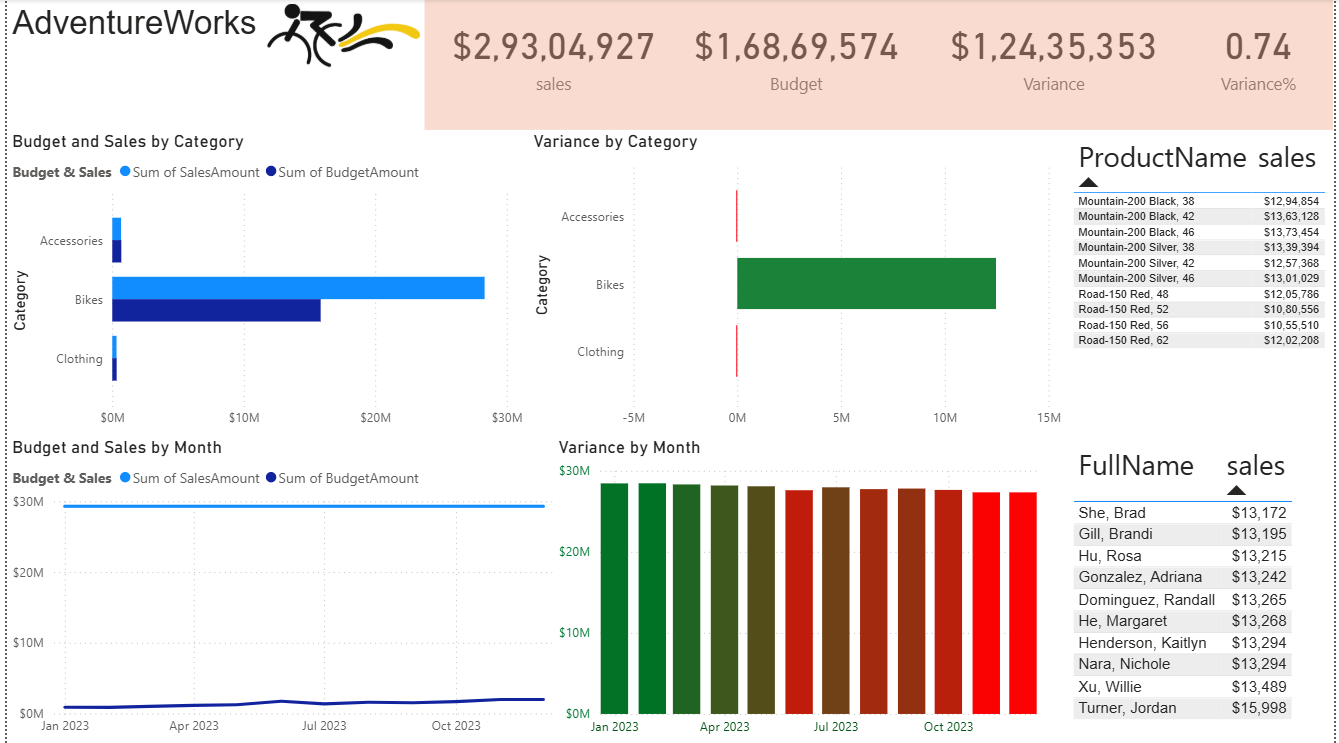 AdventureWorks
$2,93,04,927 $1,68,69,574 $1,24,35,353 0.74
sales Budget Variance Variance%
Budget and Sales by Category
Budget & Sales Sum of SalesAmount Sum of BudgetAmount
Category
Accessories
Bikes
Clothing
$0M $10M $20M $30M
Variance by Category
Category
Accessories
Bikes
Clothing
-5M 0M 5M 10M 15M
ProductName sales
Mountain-200 Black, 38 $12,94,854
Mountain-200 Black, 42 $13,63,128
Mountain-200 Black, 46 $13,73,454
Mountain-200 Silver, 38 $13,39,394
Mountain-200 Silver, 42 $12,57,368
Mountain-200 Silver, 46 $13,01,029
Road-150 Red, 48 $12,05,786
Road-150 Red, 52 $10,80,556
Road-150 Red, 56 $10,55,510
Road-150 Red, 62 $12,02,208
Budget and Sales by Month
Budget & Sales Sum of SalesAmount Sum of BudgetAmount
$30M
$20M
$10M
$0M
Jan 2023 Apr 2023 Jul 2023 Oct 2023
Variance by Month
$30M
$20M
$10M
$0M
Jan 2023 Apr 2023 Jul 2023 Oct 2023
FullName sales
She, Brad $13,172
Gill, Brandi $13,195
Hu, Rosa $13,215
Gonzalez, Adriana $13,242
Dominguez, Randall $13,265
He, Margaret $13,268
Henderson, Kaitlyn $13,294
Nara, Nichole $13,294
Xu, Willie $13,489
Turner, Jordan $15,998